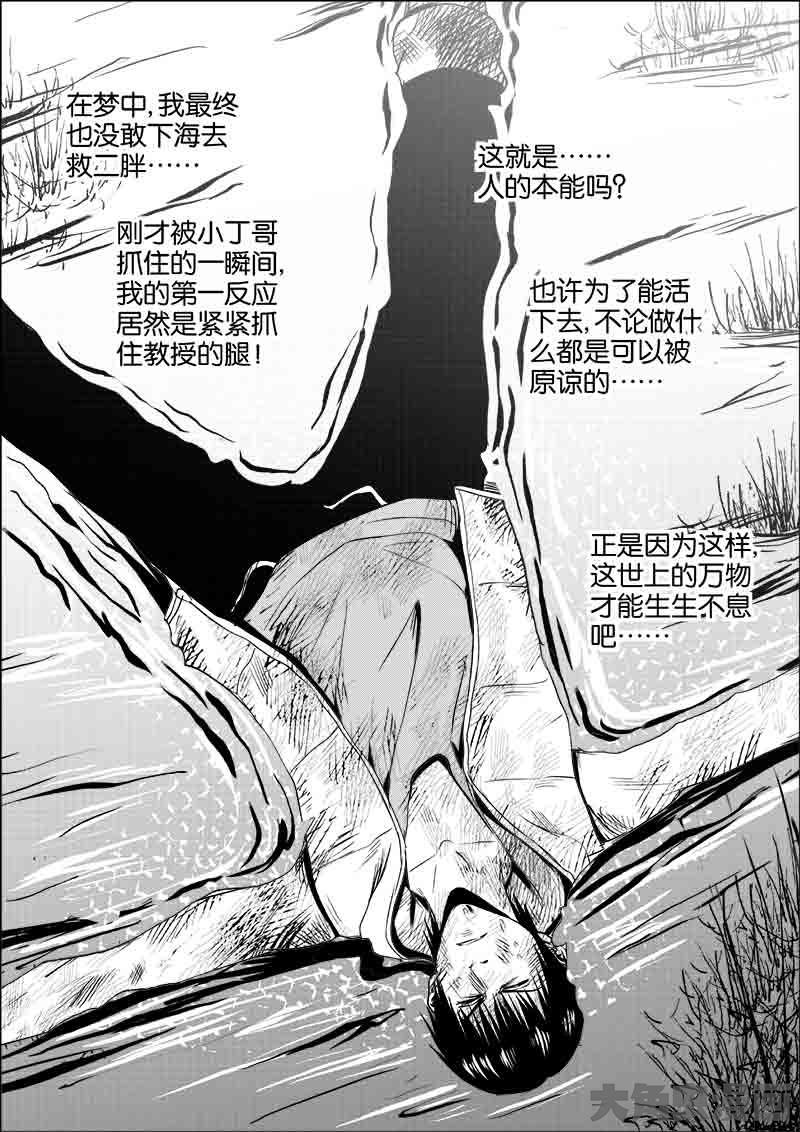 在梦中,我最终
也没敢下海去
救二胖……
刚才被小丁哥
抓住的一瞬间,
我的第一反应
居然是紧紧抓
住教授的腿!
这就是……
人的本能吗?
也许为了能活
下去,不论做什
么都是可以被
原谅的……
正是因为这样,
这世上的万物
才能生生不息
吧……